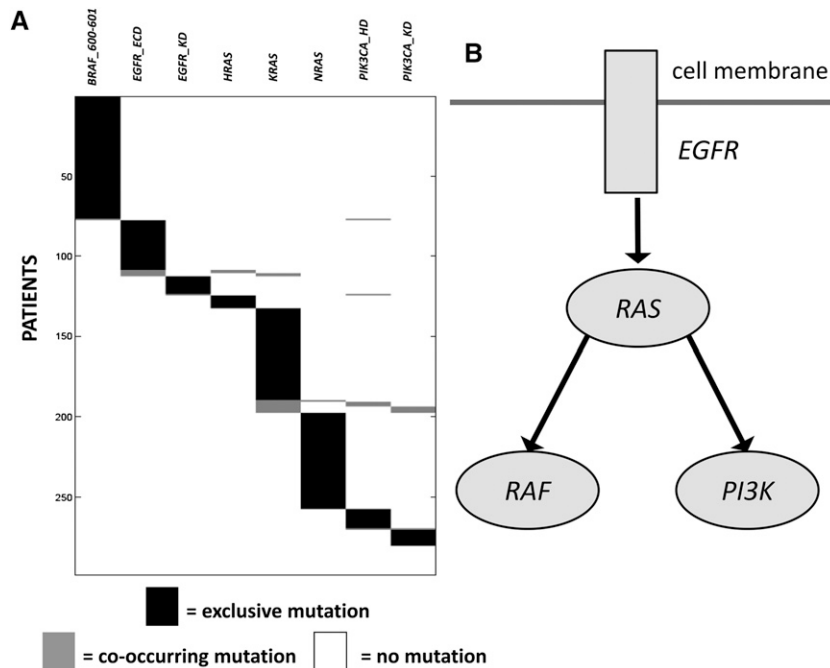 A
BRAF_600-601
EGFR_ECD
EGFR_KD
HRAS
KRAS
NRAS
PIK3CA_HD
PIK3CA_KD
PATIENTS
50
100
150
200
250
= exclusive mutation
= co-occurring mutation
= no mutation
B
cell membrane
EGFR
RAS
RAF
PI3K